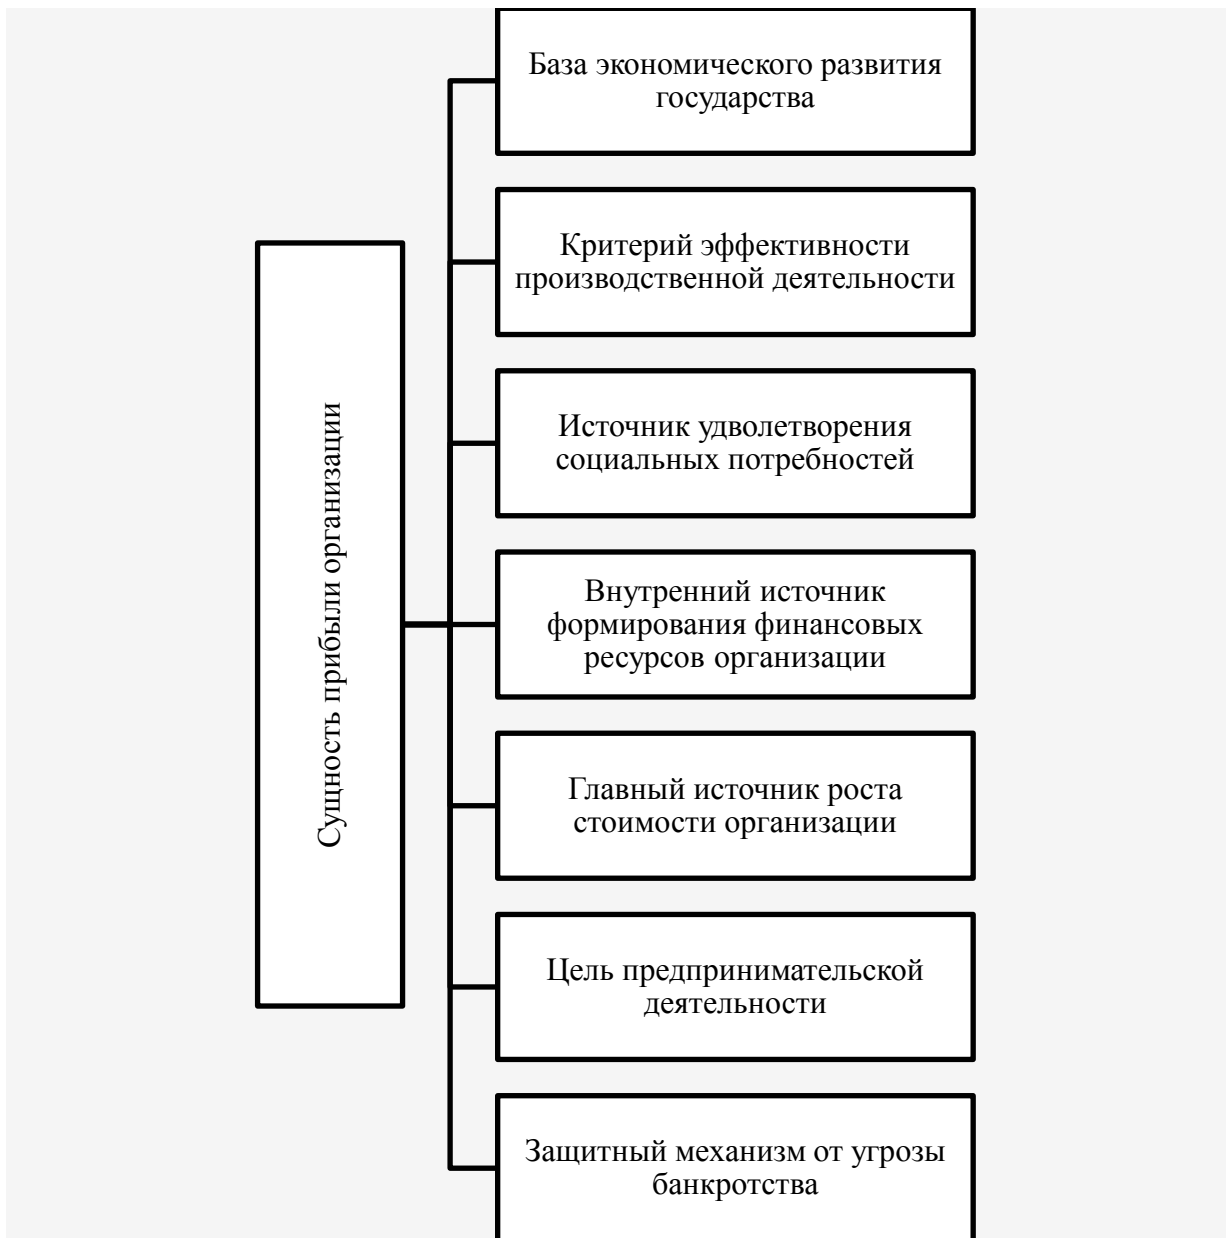 База экономического развития
государства
Критерий эффективности
производственной деятельности
Источник удволетворения
социальных потребностей
Сущность прибыли организации
Внутренний источник
формирования финансовых
ресурсов организации
Главный источник роста
стоимости организации
Цель предпринимательской
деятельности
Защитный механизм от угрозы
банкротства